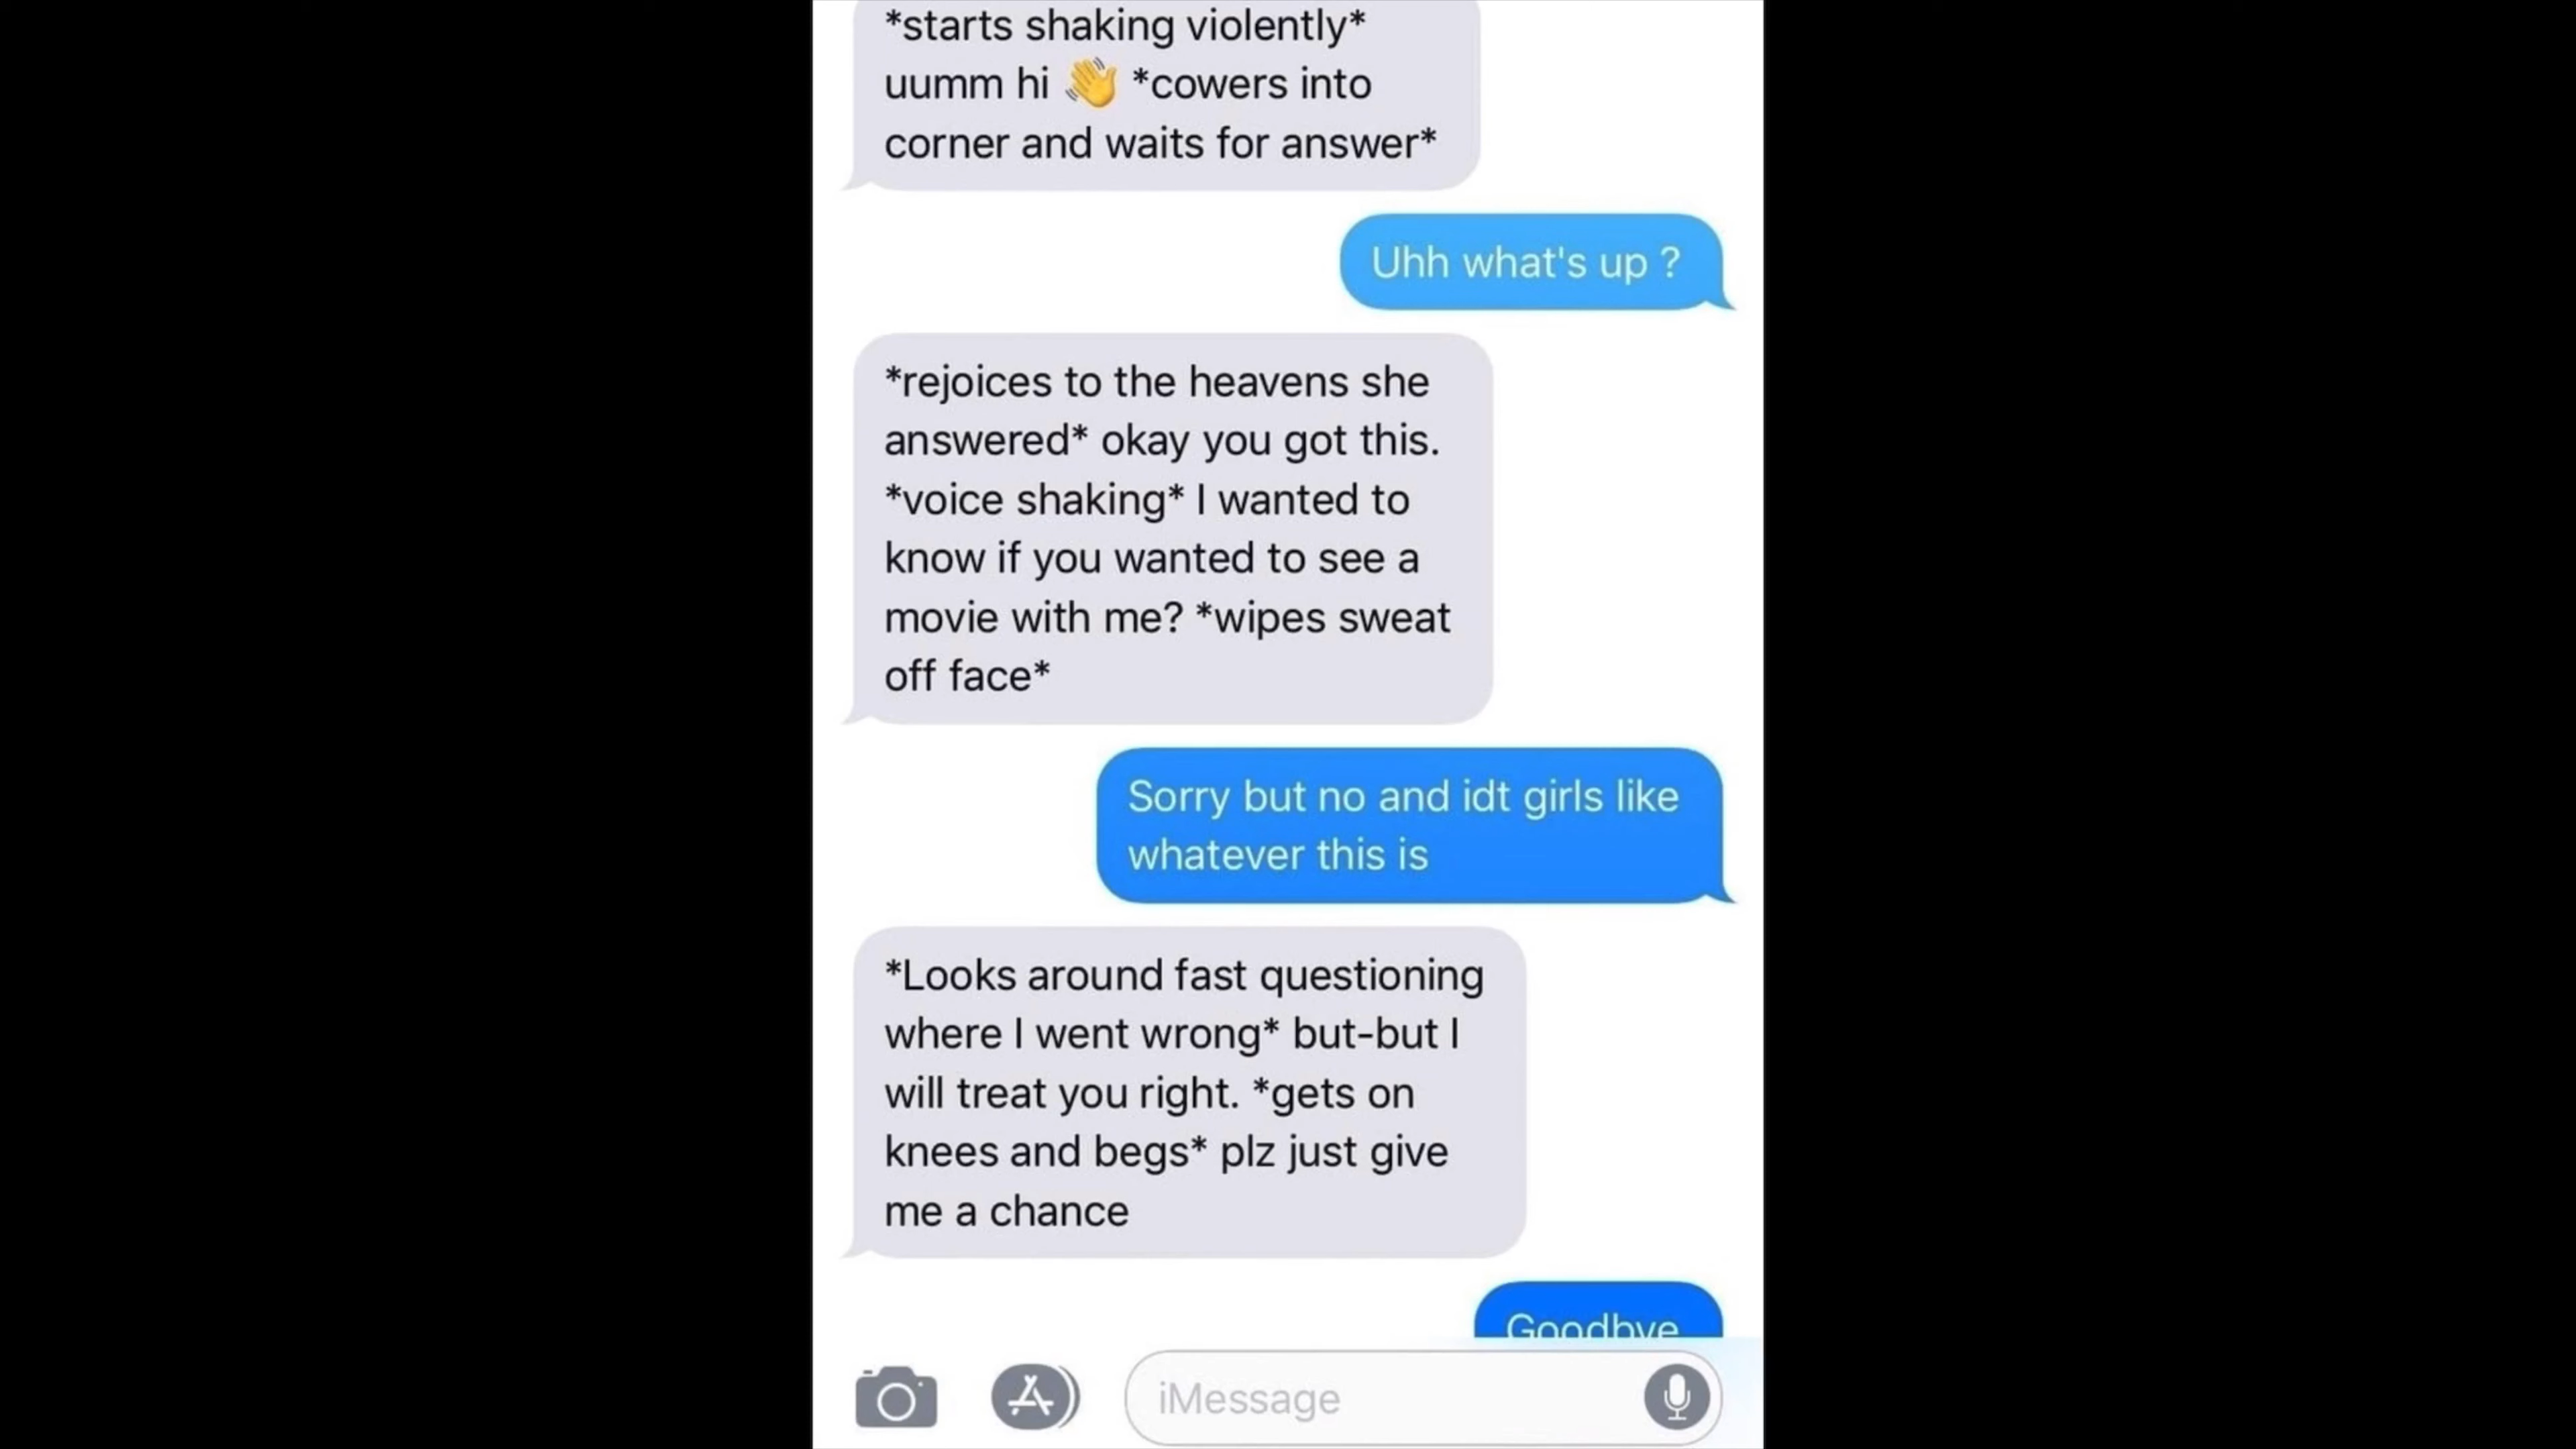 *starts shaking violently*
uumm hi 👋 *cowers into
corner and waits for answer*
Uhh what's up ?
*rejoices to the heavens she
answered* okay you got this.
*voice shaking* I wanted to
know if you wanted to see a
movie with me? *wipes sweat
off face*
Sorry but no and idt girls like
whatever this is
*Looks around fast questioning
where I went wrong* but-but I
will treat you right. *gets on
knees and begs* plz just give
me a chance
Goodbye
iMessage